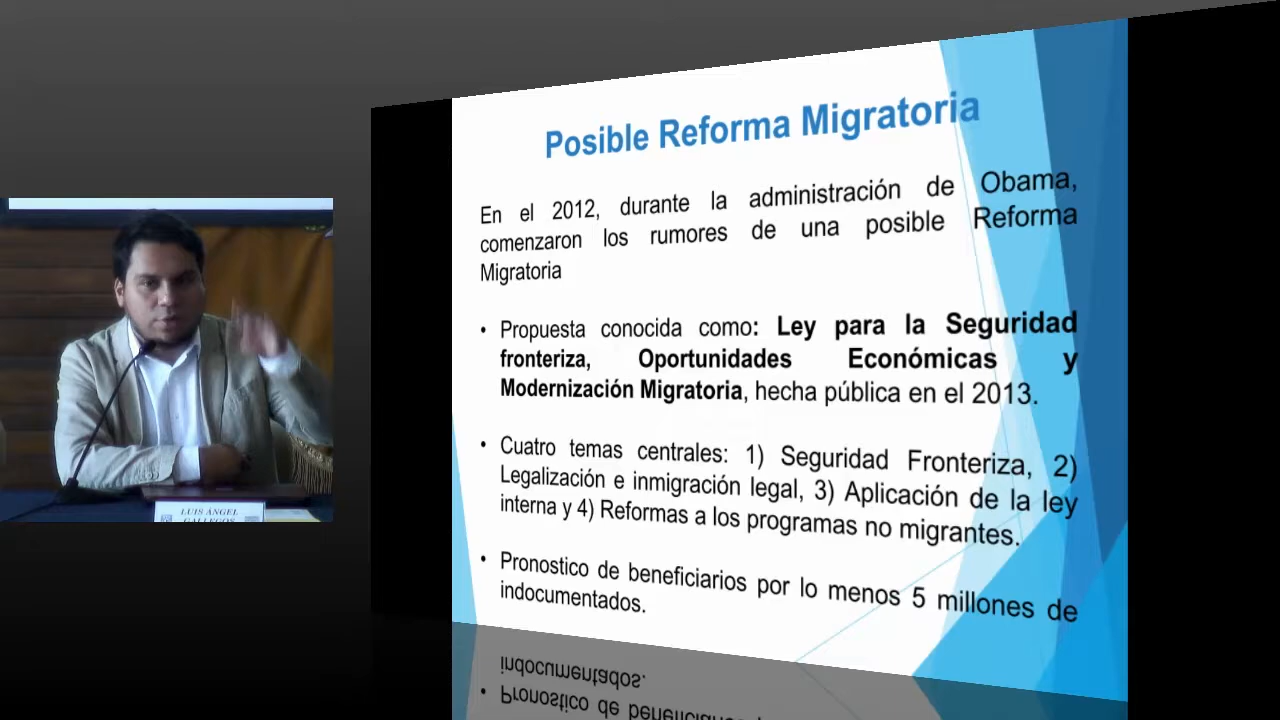 Posible Reforma Migratoria
En el 2012, durante la administración de Obama,
comenzaron los rumores de una posible Reforma
Migratoria
• Propuesta conocida como: Ley para la Seguridad
fronteriza, Oportunidades Económicas y
Modernización Migratoria, hecha pública en el 2013.
• Cuatro temas centrales: 1) Seguridad Fronteriza, 2)
Legalización e inmigración legal, 3) Aplicación de la ley
interna y 4) Reformas a los programas no migrantes.
• Pronostico de beneficiarios por lo menos 5 millones de
indocumentados.
LUIS ÁNGEL
GALLEGOS